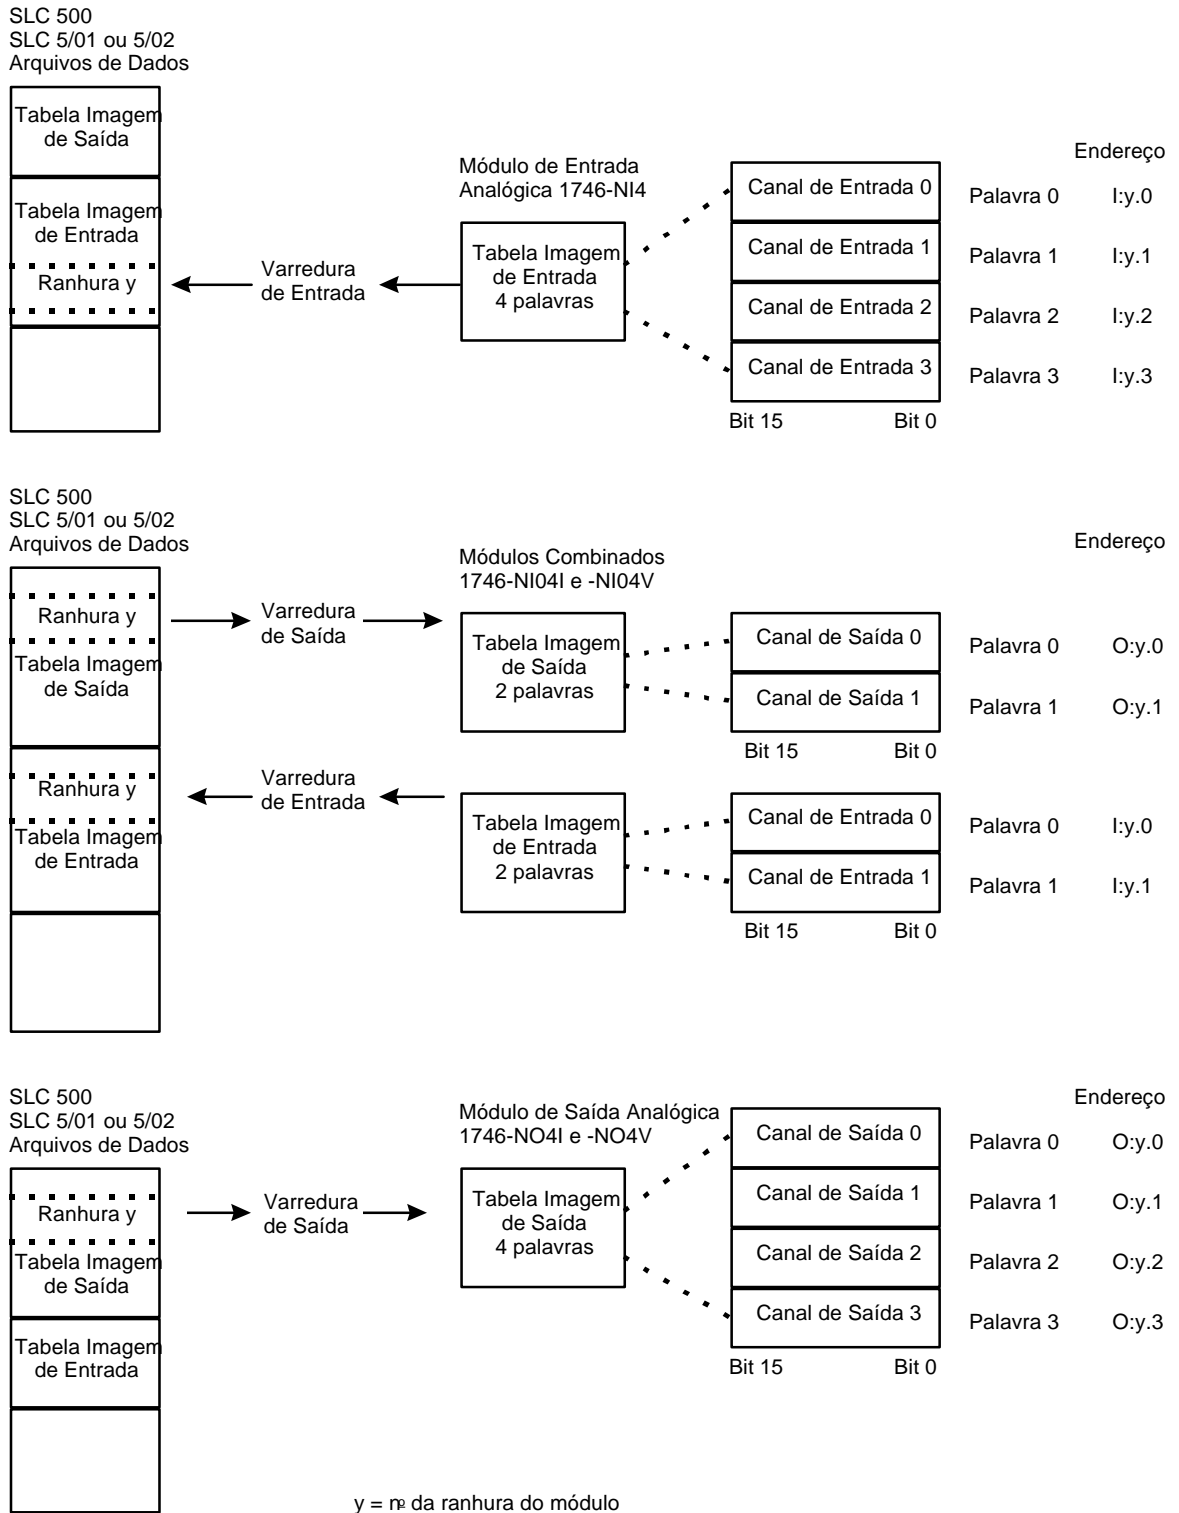 SLC 500
SLC 5/01 ou 5/02
Arquivos de Dados
Tabela Imagem
de Saída
Tabela Imagem
de Entrada
Ranhura y
Varredura
de Entrada
Módulo de Entrada
Analógica 1746-NI4
Tabela Imagem
de Entrada
4 palavras
Endereço
Canal de Entrada 0 Palavra 0 I:y.0
Canal de Entrada 1 Palavra 1 I:y.1
Canal de Entrada 2 Palavra 2 I:y.2
Canal de Entrada 3 Palavra 3 I:y.3
Bit 15 Bit 0
SLC 500
SLC 5/01 ou 5/02
Arquivos de Dados
Ranhura y
Tabela Imagem
de Saída
Ranhura y
Tabela Imagem
de Entrada
Varredura
de Saída
Varredura
de Entrada
Módulos Combinados
1746-NI04I e -NI04V
Tabela Imagem
de Saída
2 palavras
Endereço
Canal de Saída 0 Palavra 0 O:y.0
Canal de Saída 1 Palavra 1 O:y.1
Bit 15 Bit 0
Tabela Imagem
de Entrada
2 palavras
Canal de Entrada 0 Palavra 0 I:y.0
Canal de Entrada 1 Palavra 1 I:y.1
Bit 15 Bit 0
SLC 500
SLC 5/01 ou 5/02
Arquivos de Dados
Ranhura y
Tabela Imagem
de Saída
Tabela Imagem
de Entrada
Varredura
de Saída
Módulo de Saída Analógica
1746-NO4I e -NO4V
Tabela Imagem
de Saída
4 palavras
Endereço
Canal de Saída 0 Palavra 0 O:y.0
Canal de Saída 1 Palavra 1 O:y.1
Canal de Saída 2 Palavra 2 O:y.2
Canal de Saída 3 Palavra 3 O:y.3
Bit 15 Bit 0
y = nº da ranhura do módulo